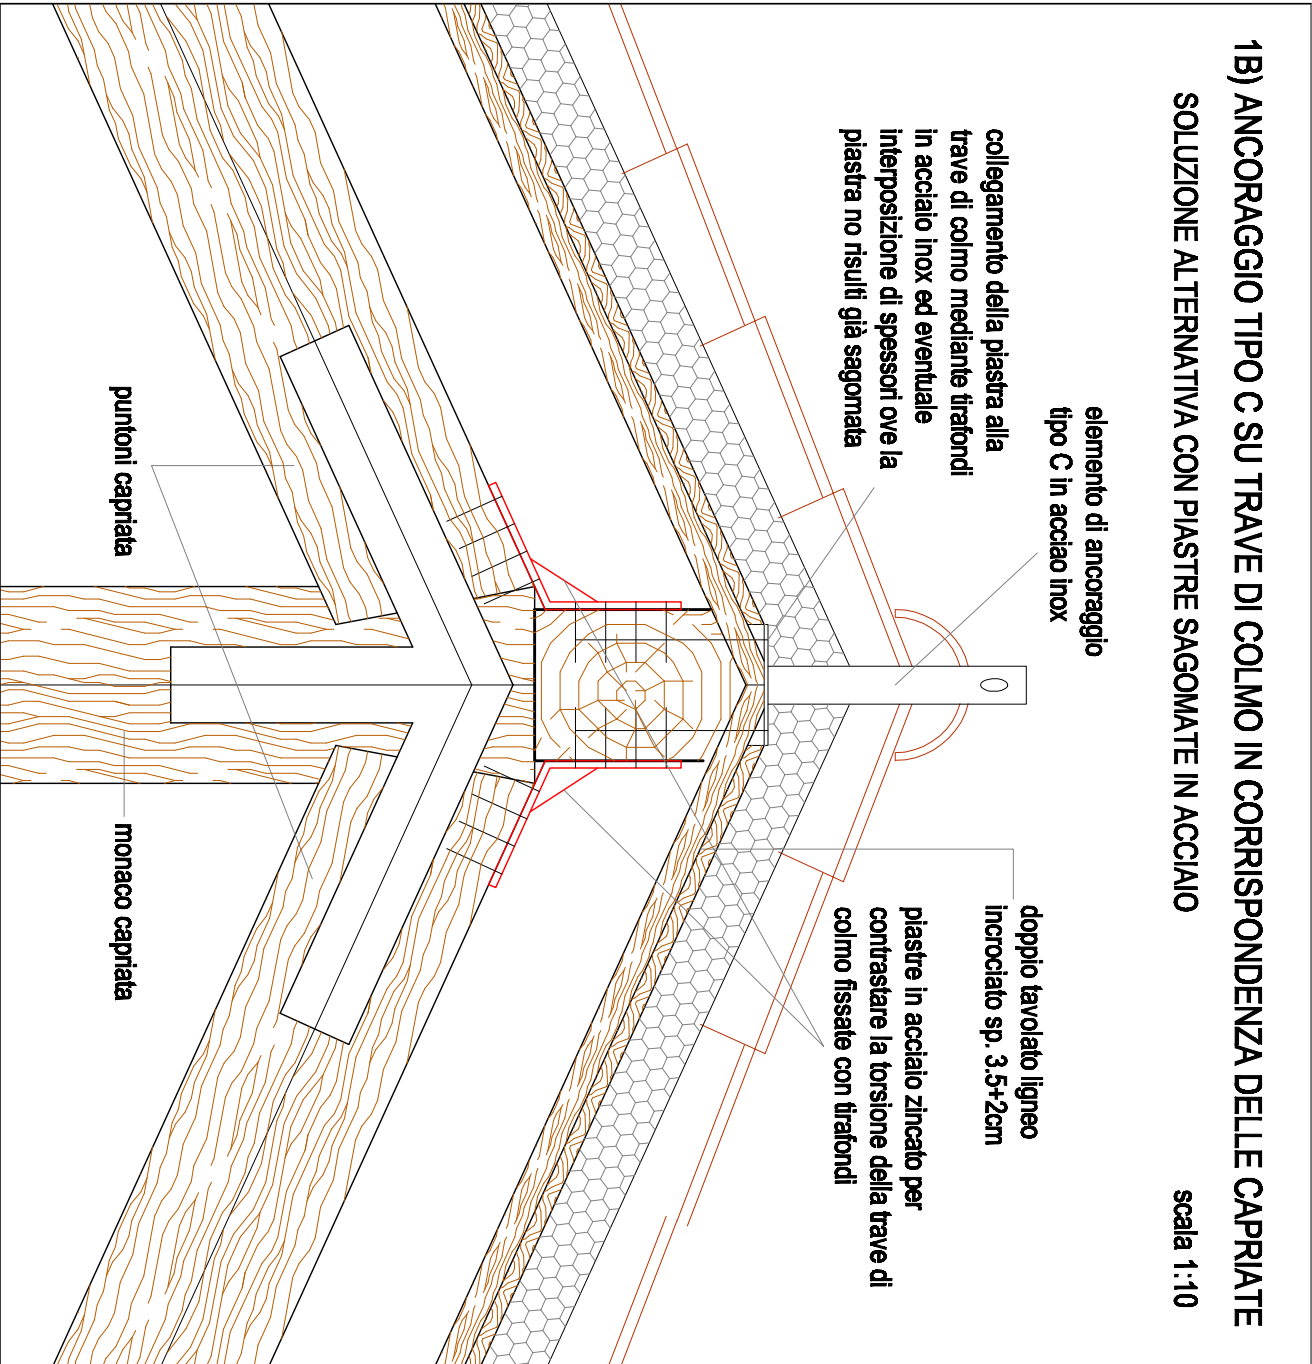 1B) ANCORAGGIO TIPO C SU TRAVE DI COLMO IN CORRISPONDENZA DELLE CAPRIATE
SOLUZIONE ALTERNATIVA CON PIASTRE SAGOMATE IN ACCIAIO
scala 1:10
elemento di ancoraggio
tipo C in acciao inox
collegamento della piastra alla
trave di colmo mediante tirafondi
in acciaio inox ed eventuale
interposizione di spessori ove la
piastra no risulti già sagomata
doppio tavolato ligneo
incrociato sp. 3.5+2cm
piastre in acciaio zincato per
contrastare la torsione della trave di
colmo fissate con tirafondi
puntoni capriata
monaco capriata